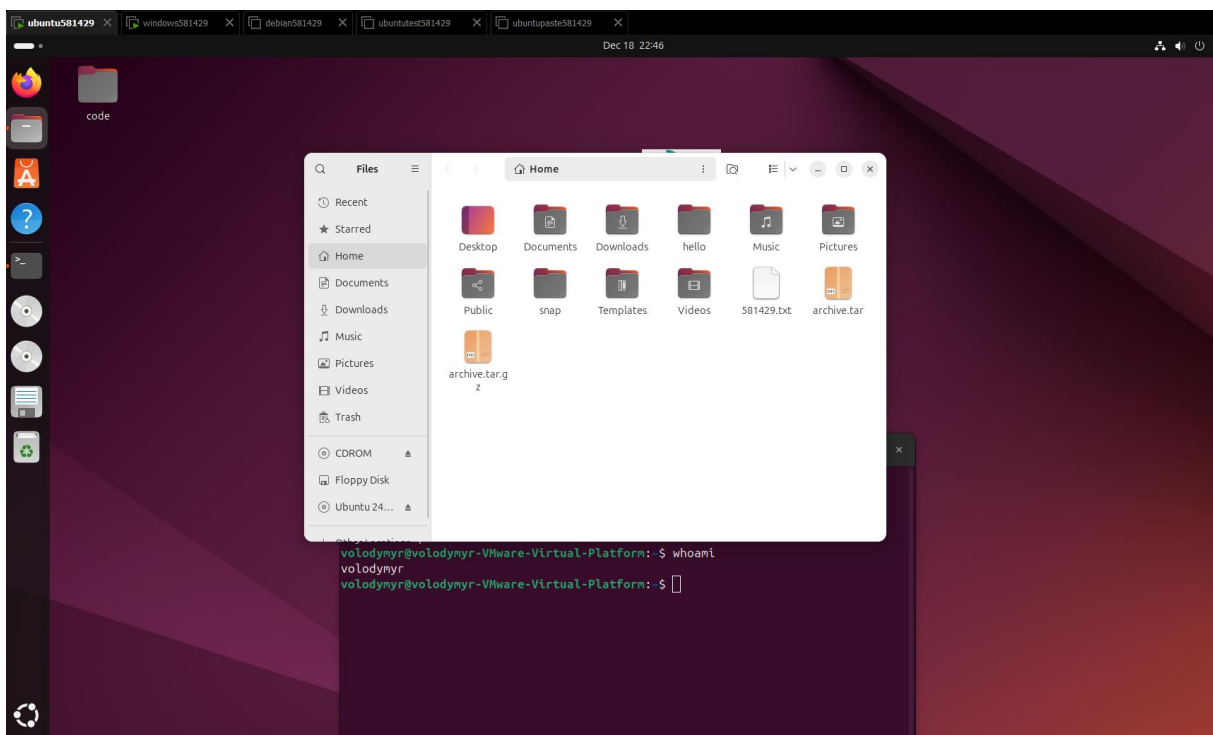 ubuntu581429
windows581429
debian581429
ubuntutest581429
ubuntupaste581429
Dec 18 22:46
code
Files
Home
Recent
Starred
Home
Documents
Downloads
Music
Pictures
Videos
Trash
CDROM
Floppy Disk
Ubuntu 24...
Desktop
Documents
Downloads
hello
Music
Pictures
Public
snap
Templates
Videos
581429.txt
archive.tar
archive.tar.g
z
volodymyr@volodymyr-VMware-Virtual-Platform:~$ whoami
volodymyr
volodymyr@volodymyr-VMware-Virtual-Platform:~$